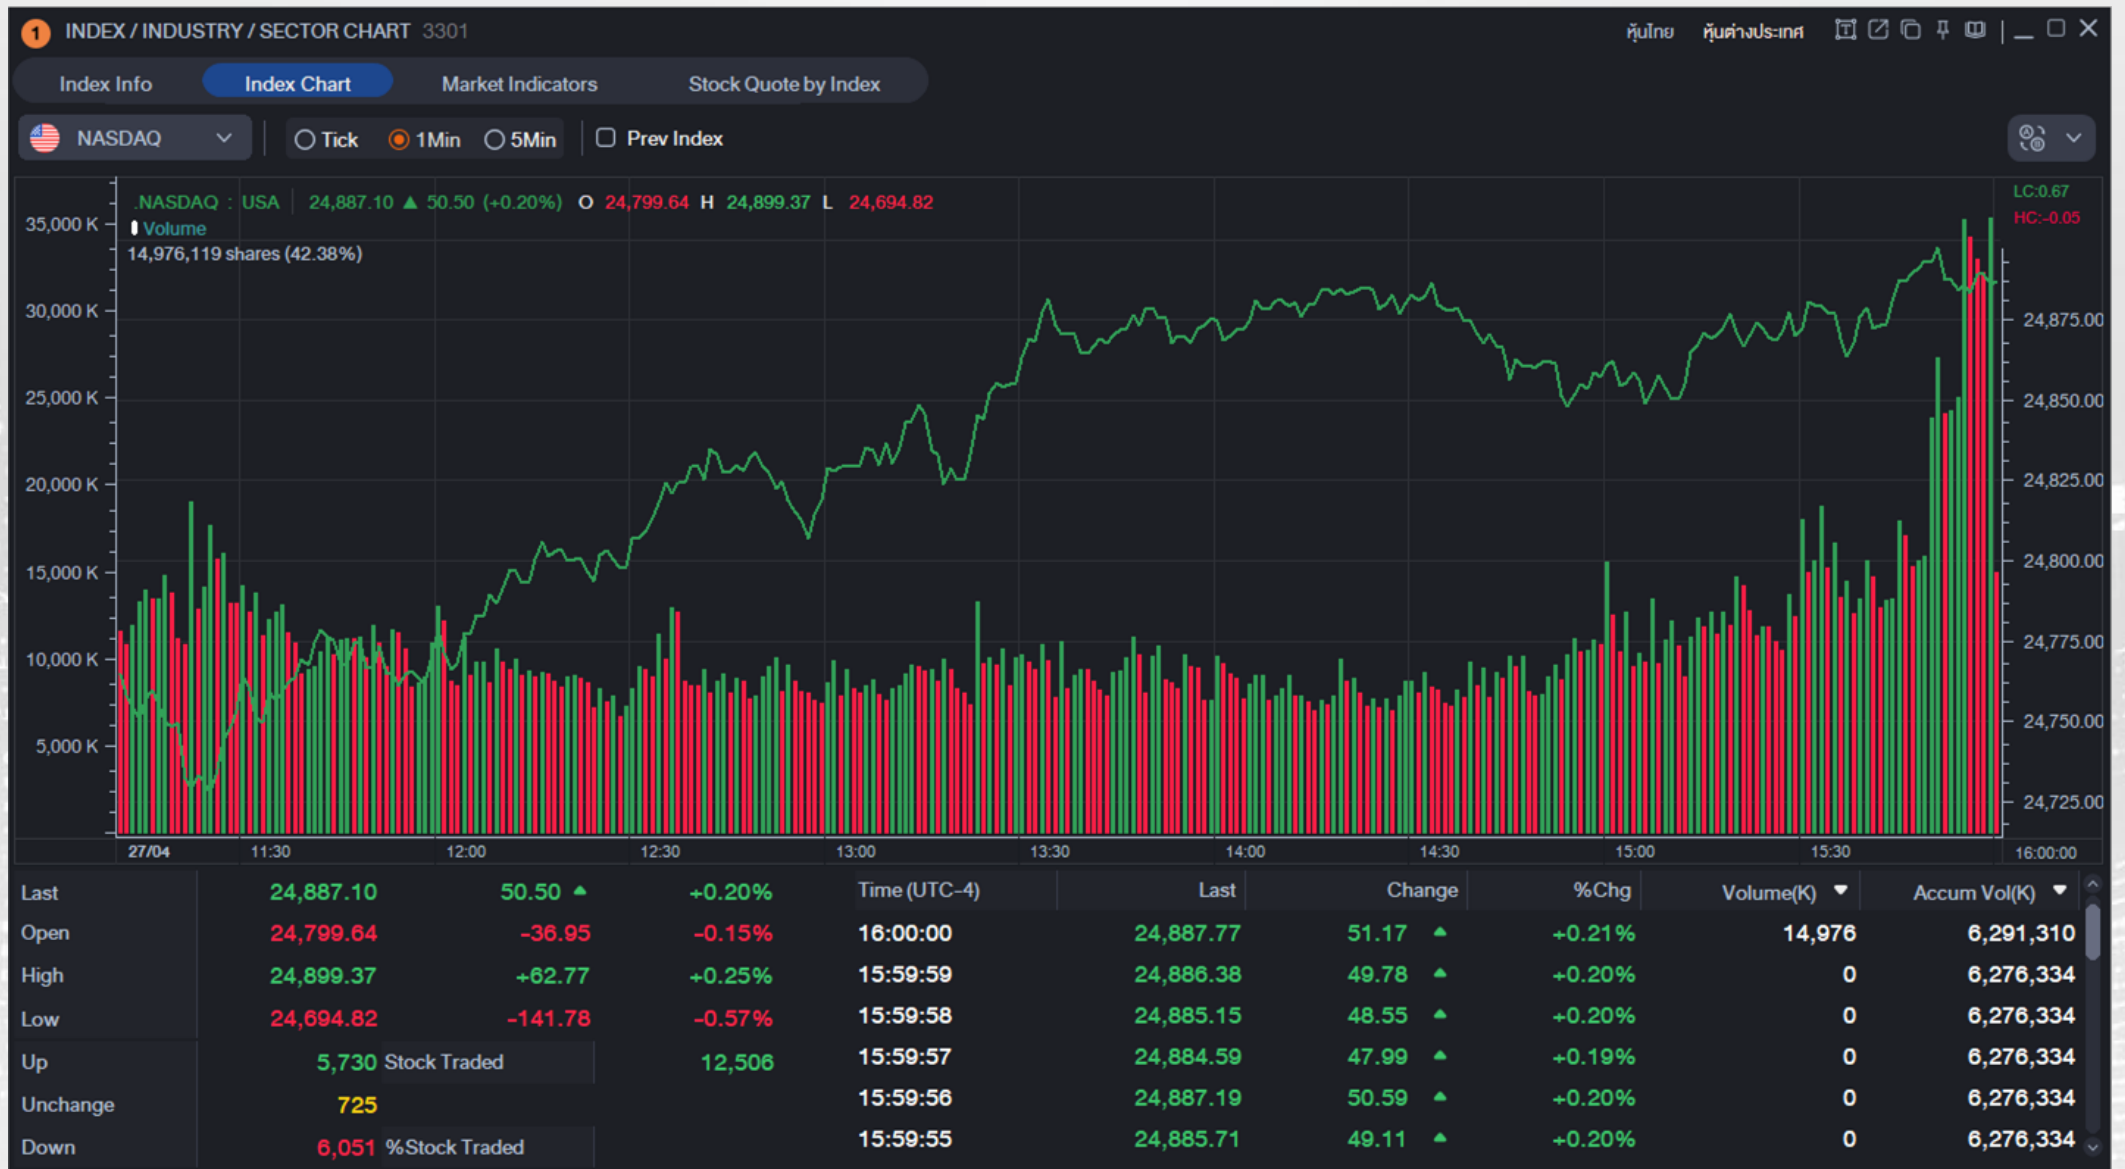 1 INDEX / INDUSTRY / SECTOR CHART 3301 หุ้นไทย หุ้นต่างประเทศ
Index Info Index Chart Market Indicators Stock Quote by Index
NASDAQ Tick 1Min 5Min Prev Index
.NASDAQ : USA 24,887.10 ▲ 50.50 (+0.20%) O 24,799.64 H 24,899.37 L 24,694.82
Volume
14,976,119 shares (42.38%)
LC:0.67
HC:-0.05
35,000 K
30,000 K
25,000 K
20,000 K
15,000 K
10,000 K
5,000 K
24,875.00
24,850.00
24,825.00
24,800.00
24,775.00
24,750.00
24,725.00
27/04 11:30 12:00 12:30 13:00 13:30 14:00 14:30 15:00 15:30 16:00:00
Last 24,887.10 50.50 ▲ +0.20%
Open 24,799.64 -36.95 -0.15%
High 24,899.37 +62.77 +0.25%
Low 24,694.82 -141.78 -0.57%
Up 5,730 Stock Traded 12,506
Unchange 725
Down 6,051 %Stock Traded
Time (UTC-4) Last Change %Chg Volume(K) ▼ Accum Vol(K) ▼
16:00:00 24,887.77 51.17 ▲ +0.21% 14,976 6,291,310
15:59:59 24,886.38 49.78 ▲ +0.20% 0 6,276,334
15:59:58 24,885.15 48.55 ▲ +0.20% 0 6,276,334
15:59:57 24,884.59 47.99 ▲ +0.19% 0 6,276,334
15:59:56 24,887.19 50.59 ▲ +0.20% 0 6,276,334
15:59:55 24,885.71 49.11 ▲ +0.20% 0 6,276,334